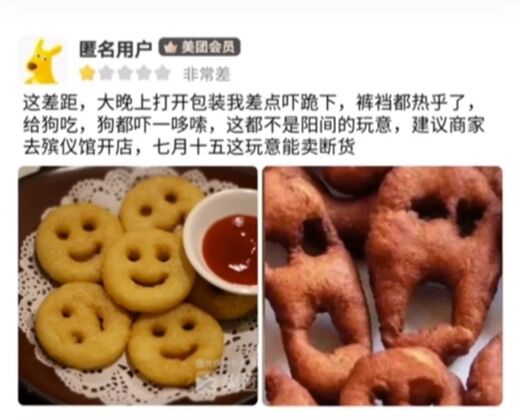 匿名用户 美团会员
非常差
这差距，大晚上打开包装我差点吓跪下，裤裆都热乎了，
给狗吃，狗都吓一哆嗦，这都不是阳间的玩意，建议商家
去殡仪馆开店，七月十五这玩意能卖断货